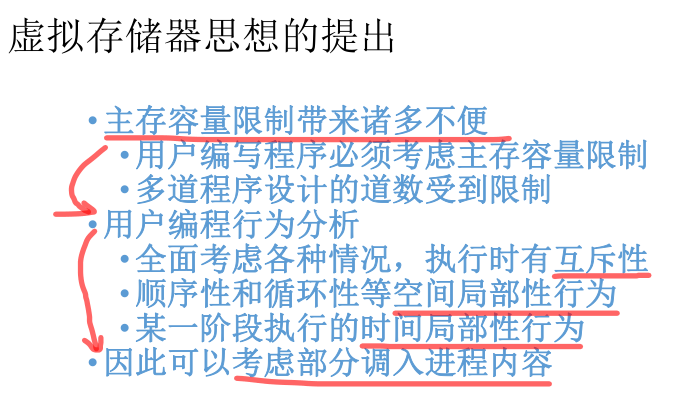 虚拟存储器思想的提出
•主存容量限制带来诸多不便
•用户编写程序必须考虑主存容量限制
•多道程序设计的道数受到限制
•用户编程行为分析
•全面考虑各种情况，执行时有互斥性
•顺序性和循环性等空间局部性行为
•某一阶段执行的时间局部性行为
•因此可以考虑部分调入进程内容